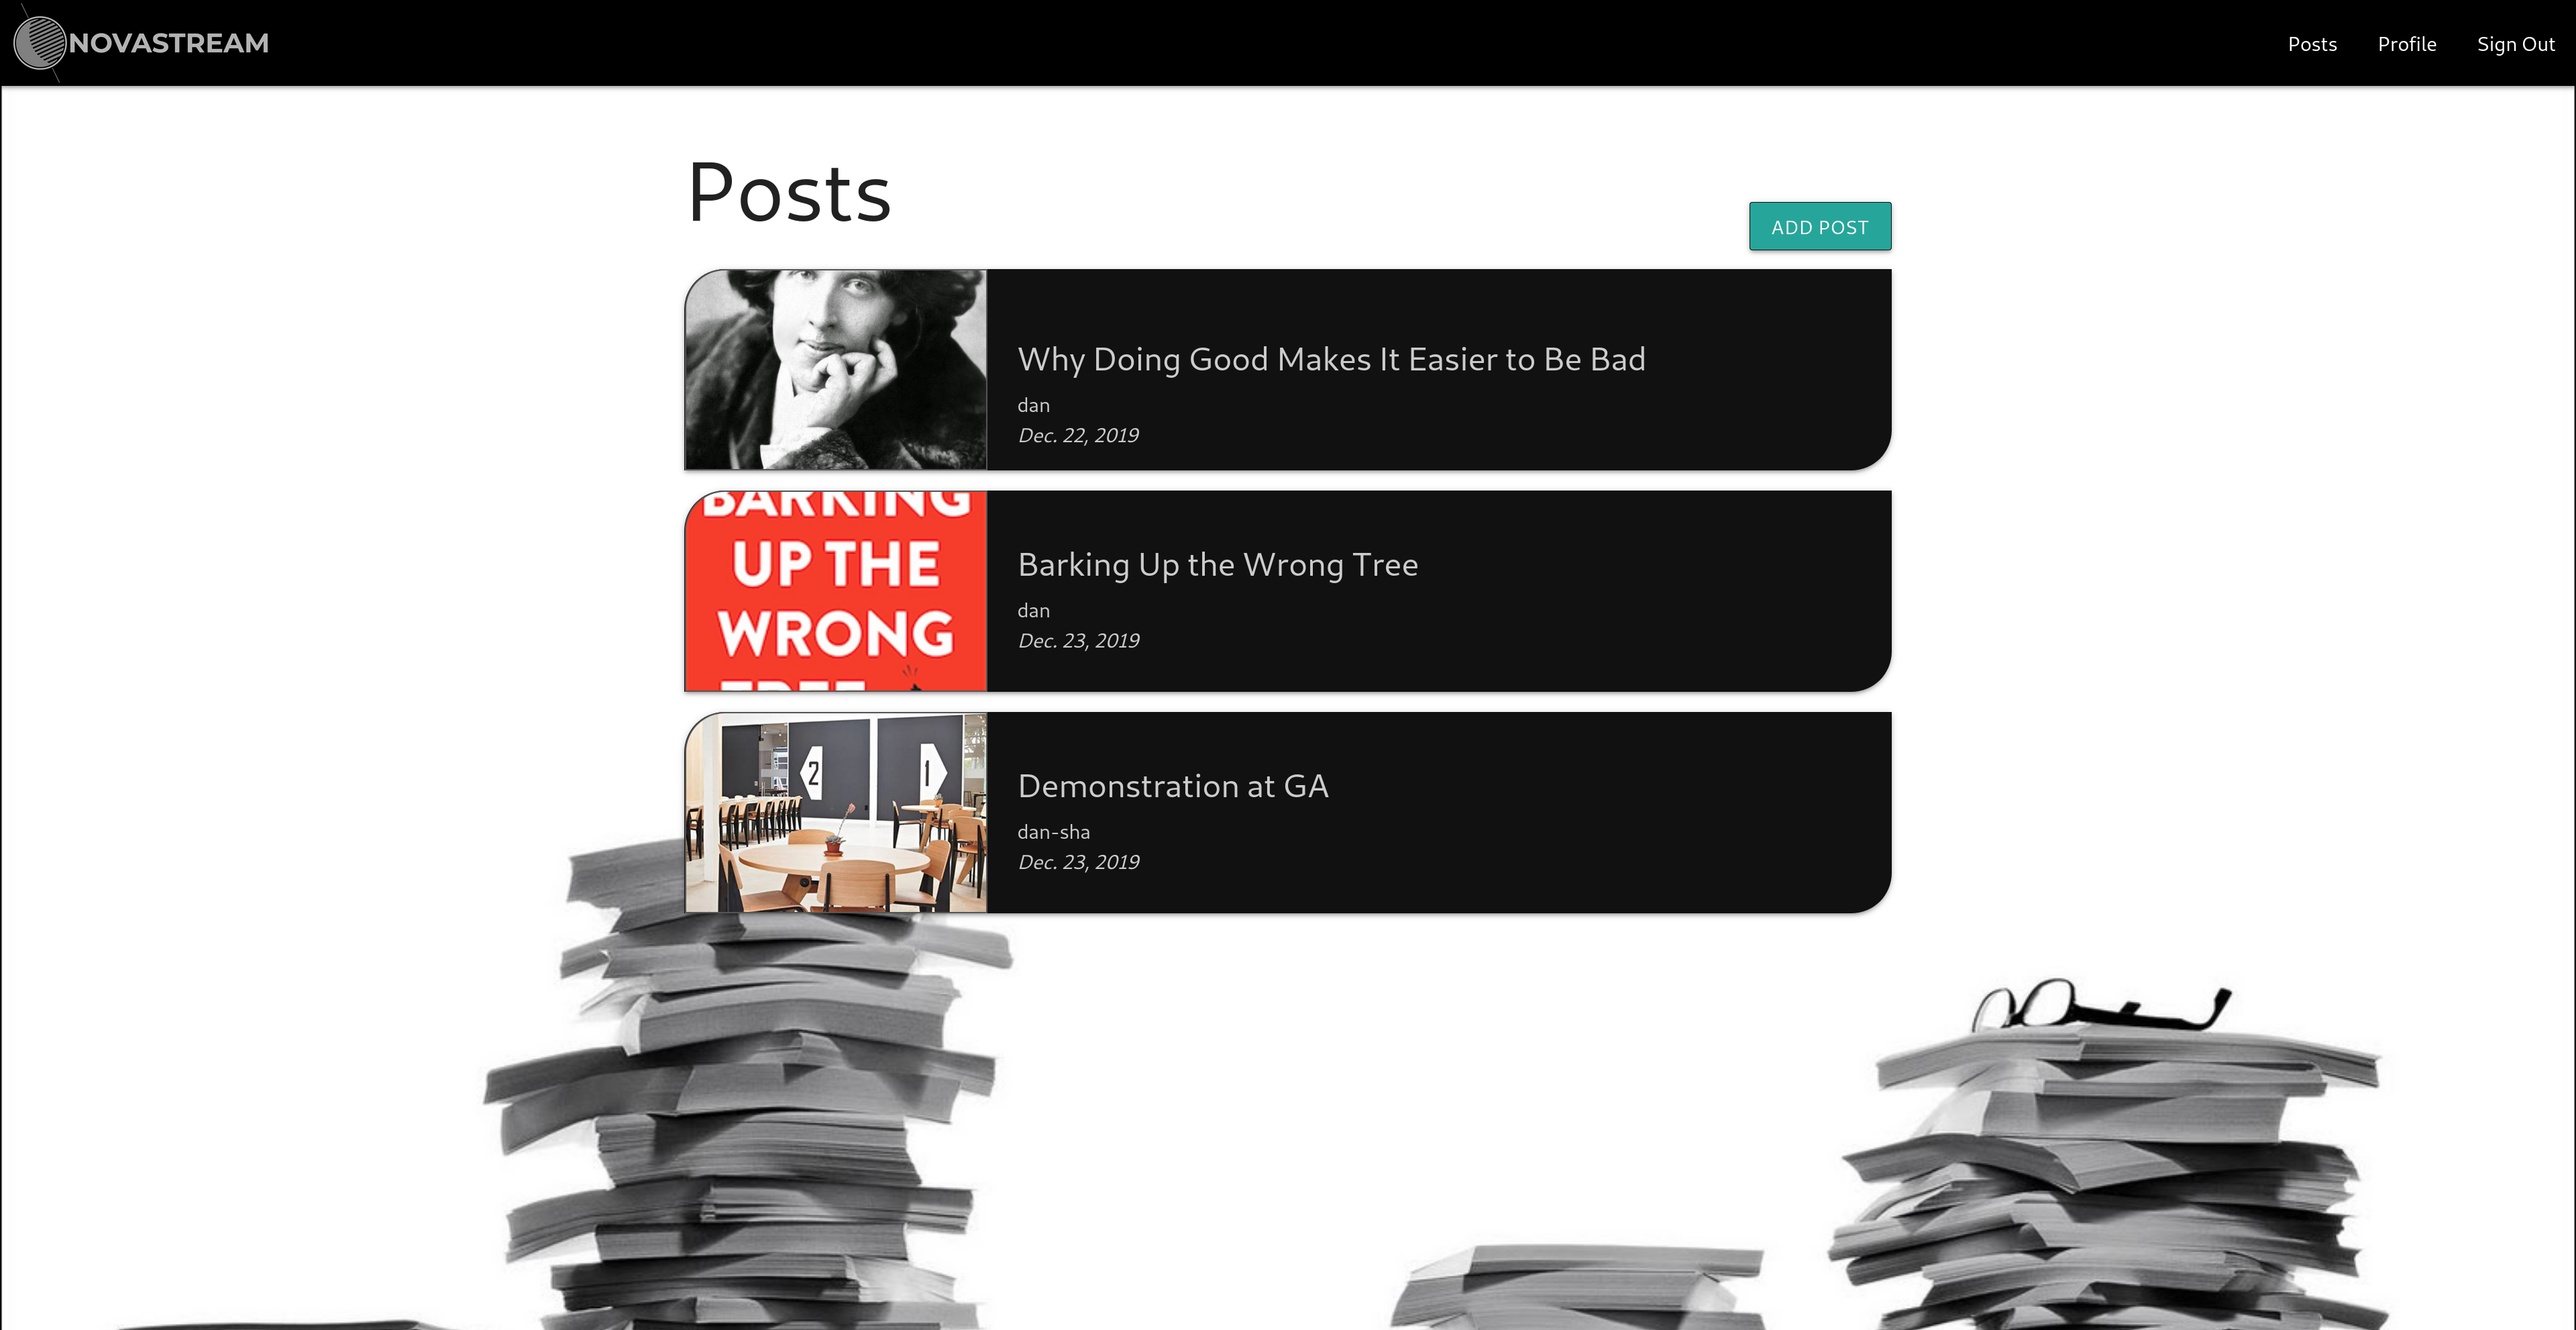 NOVASTREAM
Posts
Profile
Sign Out
Posts
ADD POST
Why Doing Good Makes It Easier to Be Bad
dan
Dec. 22, 2019
BARKING
UP THE
WRONG
TREE
Barking Up the Wrong Tree
dan
Dec. 23, 2019
2
1
Demonstration at GA
dan-sha
Dec. 23, 2019